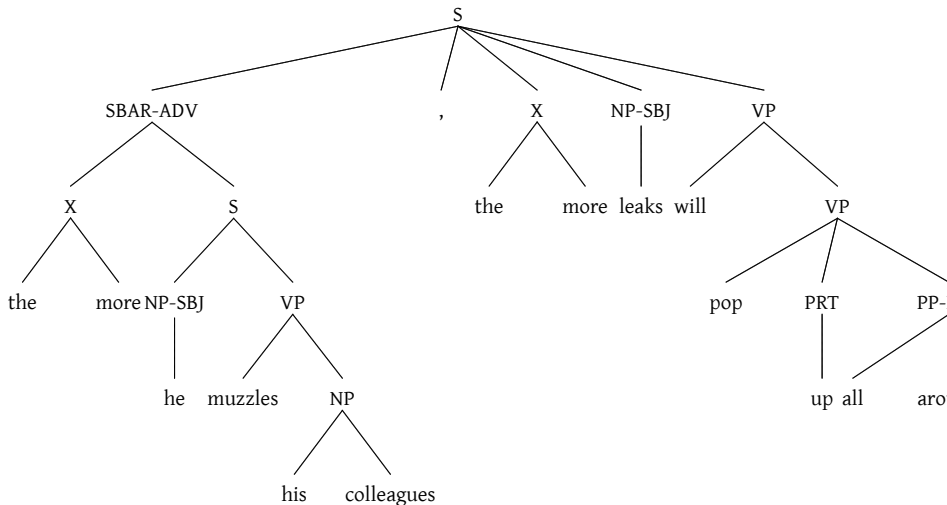 S
SBAR-ADV , X NP-SBJ VP
X S the more leaks will VP
the more NP-SBJ VP pop PRT PP-
he muzzles NP up all
his colleagues